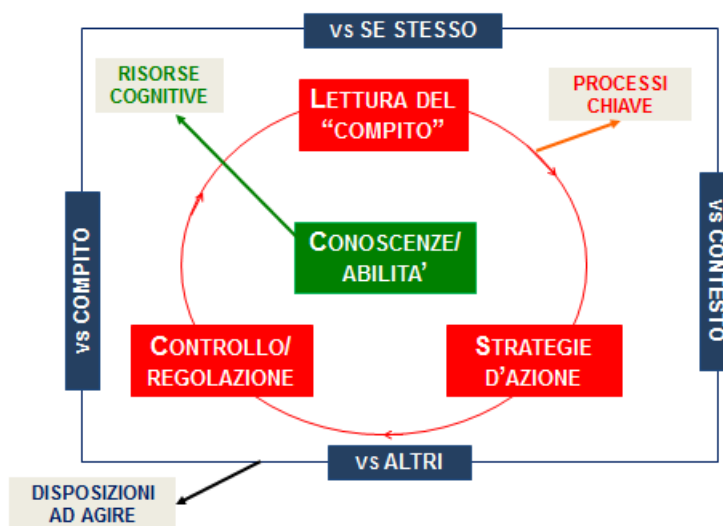 vs SE STESSO
RISORSE
COGNITIVE
LETTURA DEL
“COMPITO”
PROCESSI
CHIAVE
vs COMPITO
CONOSCENZE/
ABILITA’
vs CONTESTO
CONTROLLO/
REGOLAZIONE
STRATEGIE
D’AZIONE
vs ALTRI
DISPOSIZIONI
AD AGIRE